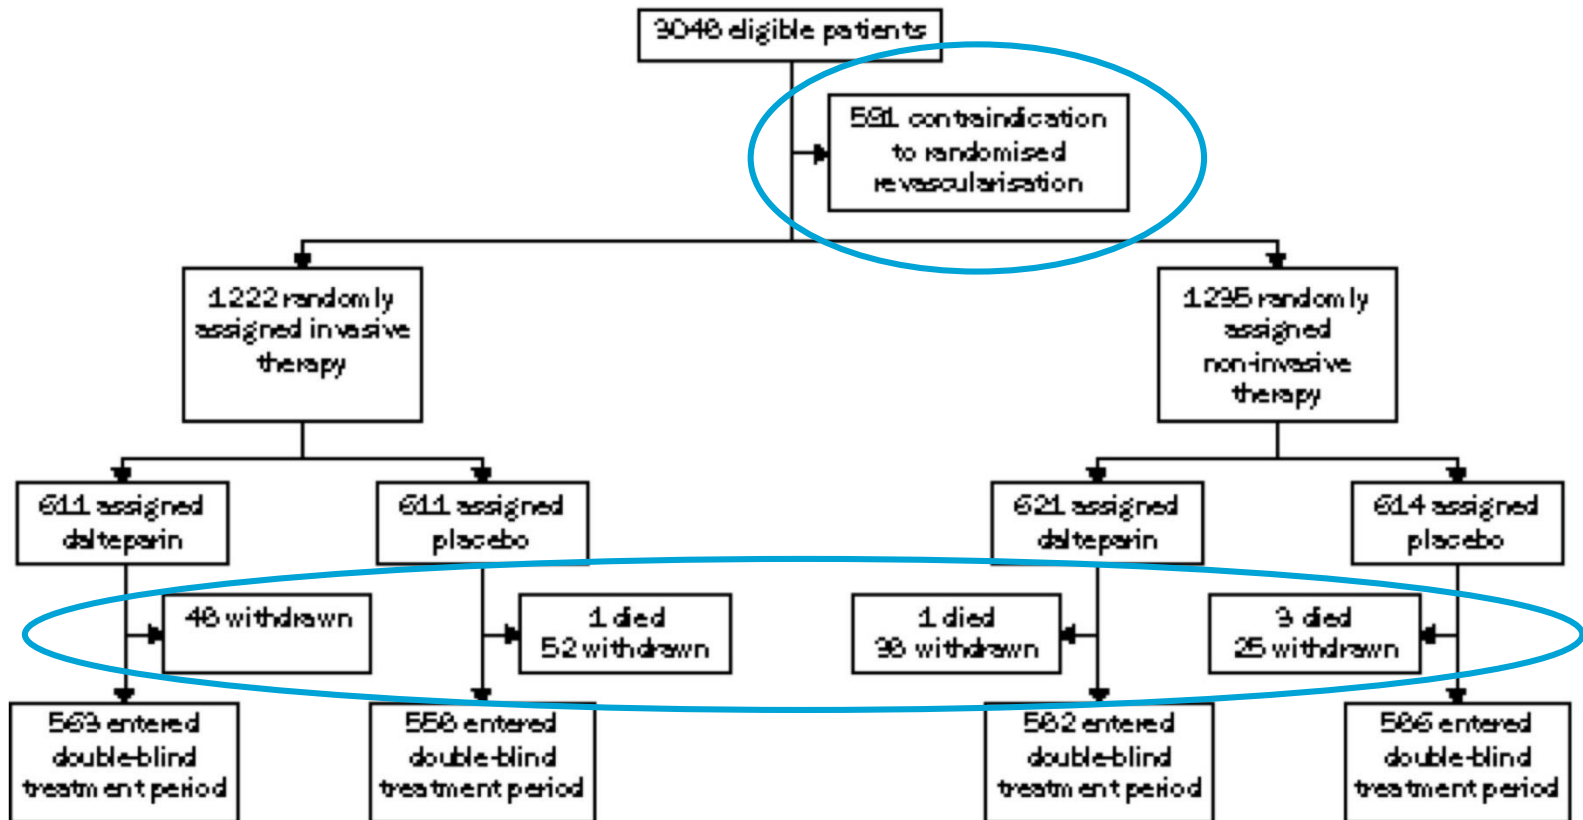 3048 eligible patients
591 contraindication
to randomised
revascularisation
1222 randomly
assigned invasive
therapy
1235 randomly
assigned
non-invasive
therapy
611 assigned
dalteparin
611 assigned
placebo
621 assigned
dalteparin
614 assigned
placebo
48 withdrawn
1 died
52 withdrawn
1 died
38 withdrawn
3 died
25 withdrawn
563 entered
double-blind
treatment period
558 entered
double-blind
treatment period
582 entered
double-blind
treatment period
586 entered
double-blind
treatment period